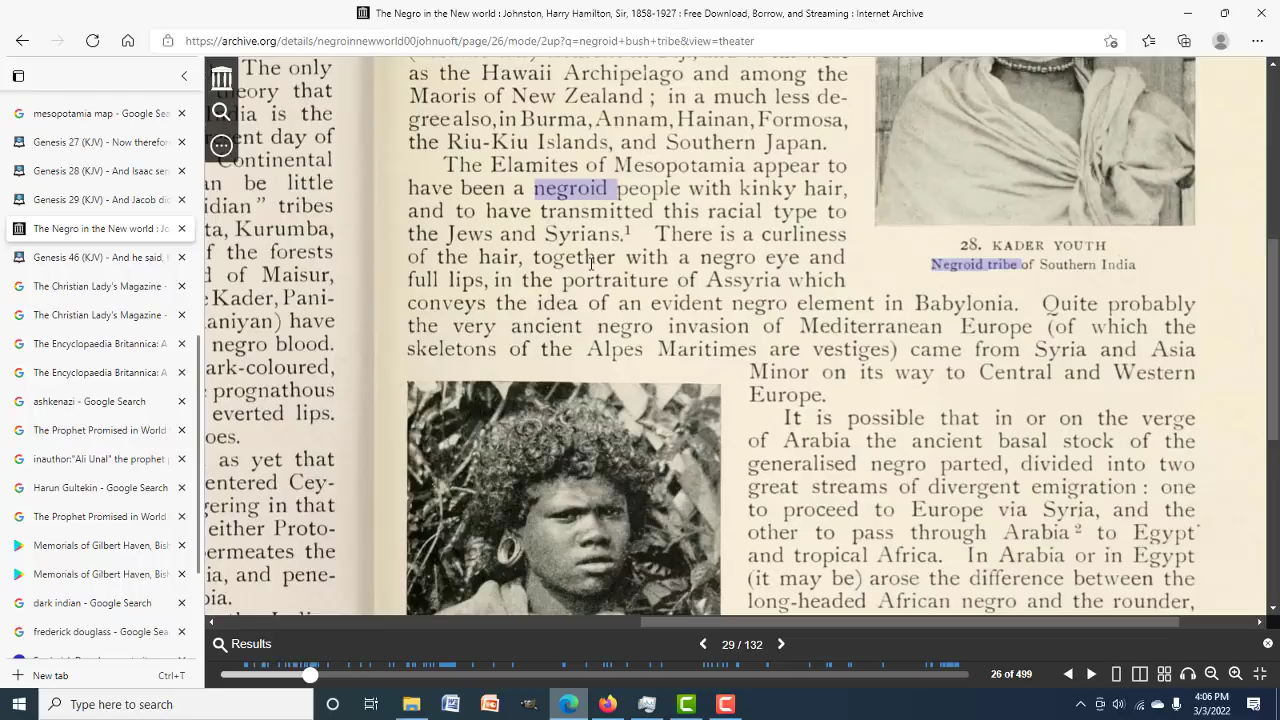 The Negro in the New world : Johnston, Harry Hamilton, Sir, 1858-1927 : Free Download, Borrow, and Streaming : Internet Archive
https://archive.org/details/negroinnewworld00johnuoft/page/26/mode/2up?q=negroid+bush+tribe&view=theater
mesopotamia map - Google Sea
Genesis 27 (KJV) - Now therefore
Genesis 28 (KJV) - And Isaac sen
Genesis 29 (KJV) - And Jacob dic
The Negro in the New world : Jo
Genesis 46 (KJV) - And he said, I
The Christian Lady's Magazine -
The Christian Lady's Magazine -
The Encyclopaedia Britannica: A
The Encyclopaedia Britannica: A
ashkenazi - Google Search
The Prophet Promised in World
inauthor:"Ali Unal" the prophet
Harun Gultekin - Google Search
The Prophet Promised in World
Memorials of Gilbert Haven, Bish
Memorials of Gilbert Haven, Bish
dark indian - Google Search
frederick douglass - Google Sea
New tab
Ctrl+T
The only
theory that
dia is the
ent day of
Continental
an be little
idian" tribes
ta, Kurumba,
f the forests
d of Maisur,
e Kader, Pani-
aniyan) have
negro blood.
ark-coloured,
prognathous
everted lips.
oes.
as yet that
entered Cey-
gering in that
either Proto-
ermeates the
ia, and pene-
bia.
as the Hawaii Archipelago and among the
Maoris of New Zealand ; in a much less de-
gree also, in Burma, Annam, Hainan, Formosa,
the Riu-Kiu Islands, and Southern Japan.
The Elamites of Mesopotamia appear to
have been a negroid people with kinky hair,
and to have transmitted this racial type to
the Jews and Syrians.¹ There is a curliness
of the hair, together with a negro eye and
full lips, in the portraiture of Assyria which
conveys the idea of an evident negro element in Babylonia. Quite probably
the very ancient negro invasion of Mediterranean Europe (of which the
skeletons of the Alpes Maritimes are vestiges) came from Syria and Asia
Minor on its way to Central and Western
Europe.
It is possible that in or on the verge
of Arabia the ancient basal stock of the
generalised negro parted, divided into two
great streams of divergent emigration : one
to proceed to Europe via Syria, and the
other to pass through Arabia² to Egypt
and tropical Africa. In Arabia or in Egypt
(it may be) arose the difference between the
long-headed African negro and the rounder,
28. KADER YOUTH
Negroid tribe of Southern India
Results
29 / 132
26 of 499
Type here to search
4:06 PM
3/3/2022